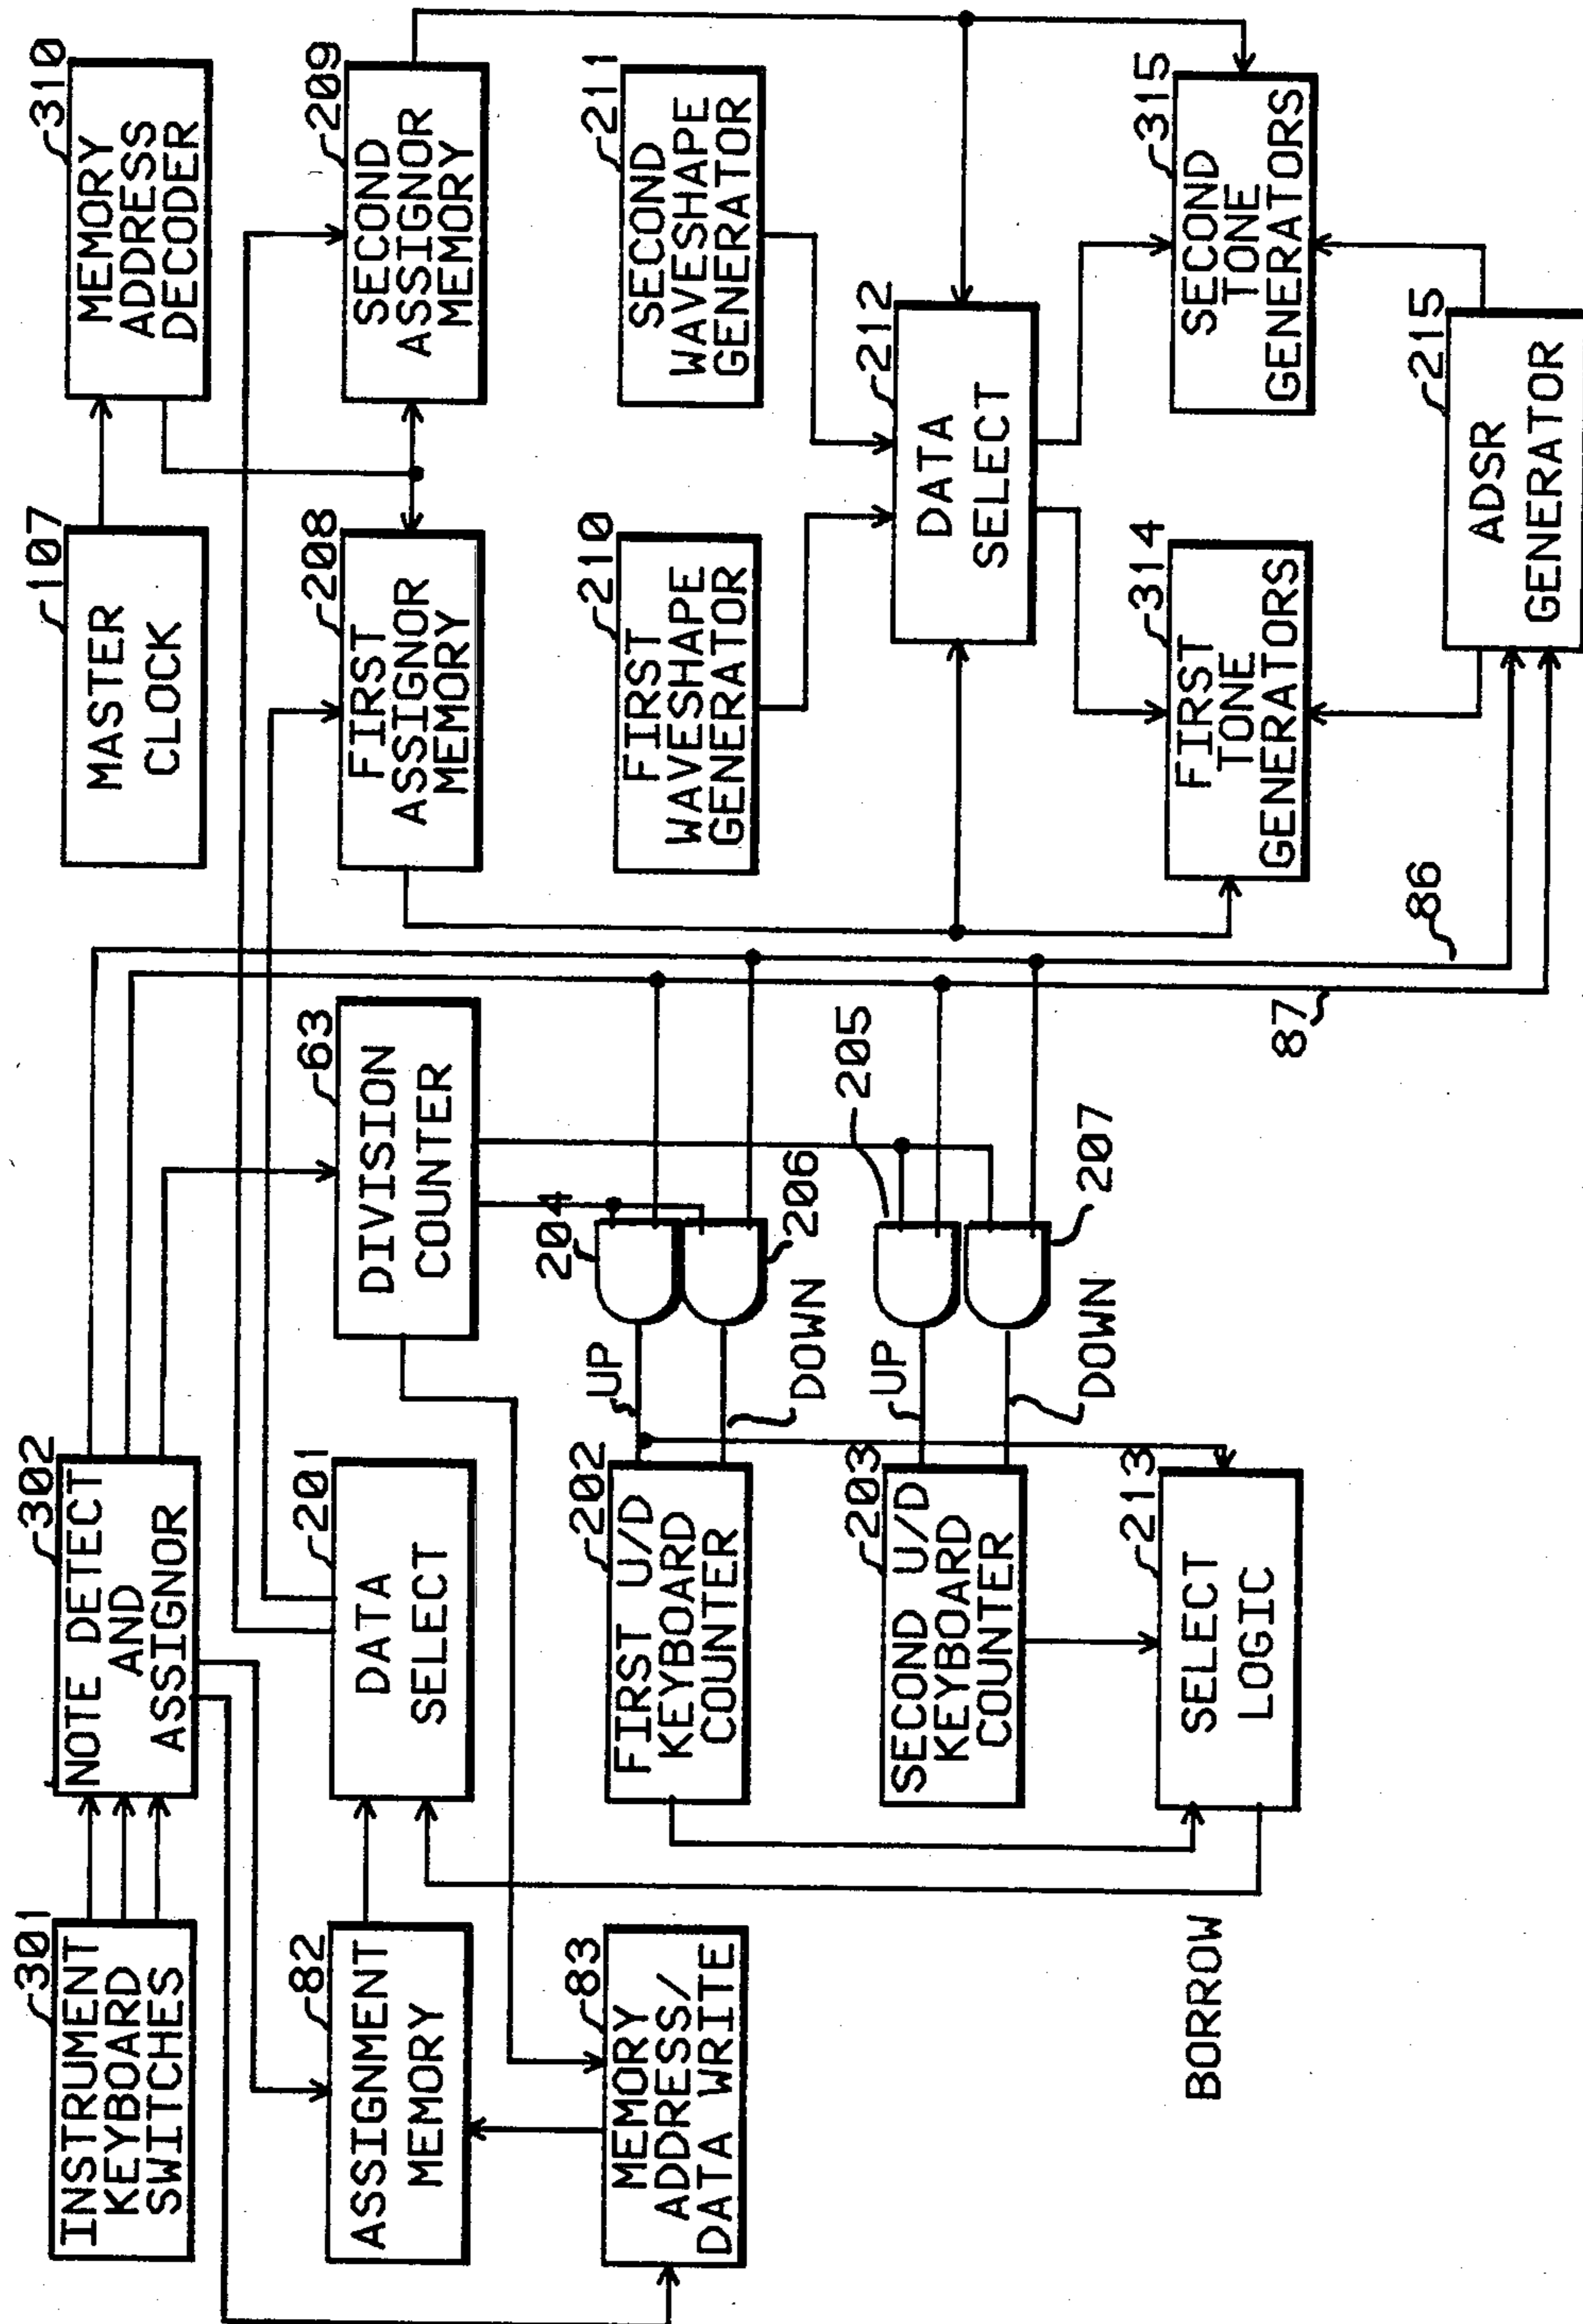 301
INSTRUMENT
KEYBOARD
SWITCHES
302
NOTE DETECT
AND
ASSIGNOR
107
MASTER
CLOCK
310
MEMORY
ADDRESS
DECODER
82
ASSIGNMENT
MEMORY
201
DATA
SELECT
63
DIVISION
COUNTER
208
FIRST
ASSIGNOR
MEMORY
209
SECOND
ASSIGNOR
MEMORY
83
MEMORY
ADDRESS/
DATA WRITE
202
FIRST U/D
KEYBOARD
COUNTER
UP
DOWN
204
206
210
FIRST
WAVESHAPE
GENERATOR
211
SECOND
WAVESHAPE
GENERATOR
203
SECOND U/D
KEYBOARD
COUNTER
UP
DOWN
205
207
212
DATA
SELECT
BORROW
213
SELECT
LOGIC
314
FIRST
TONE
GENERATORS
315
SECOND
TONE
GENERATORS
87
86
215
ADSR
GENERATOR